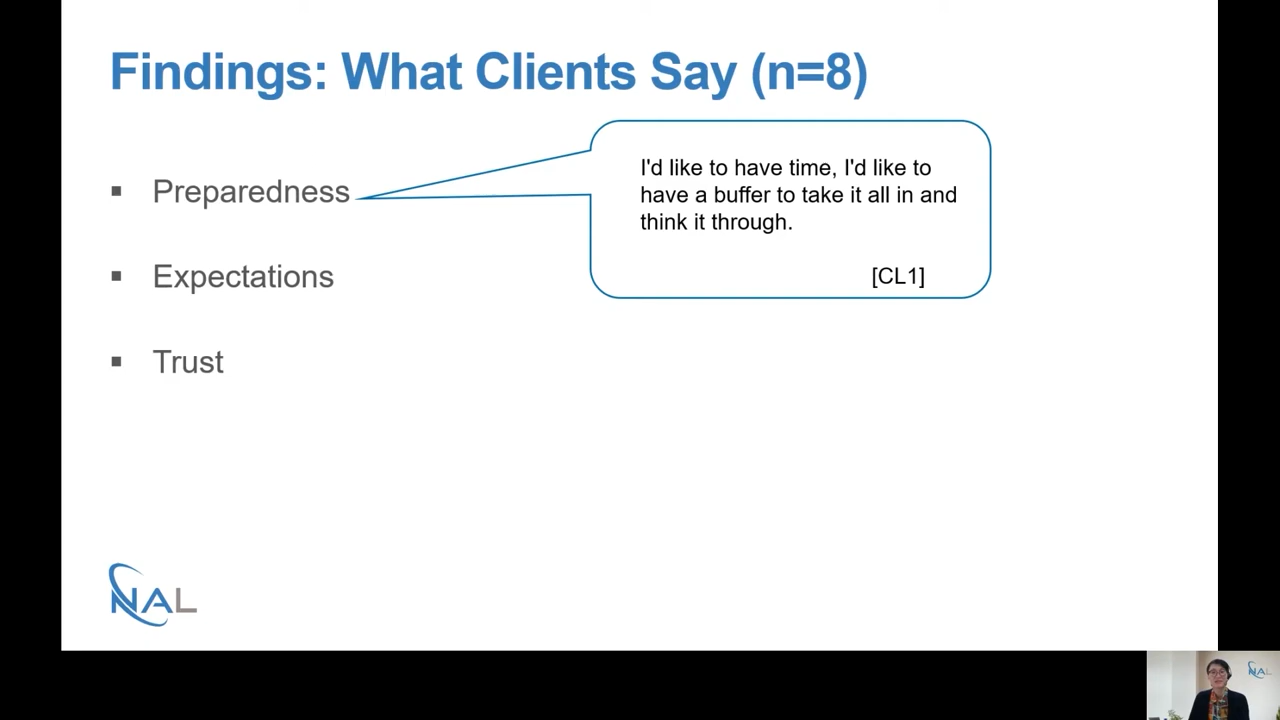 Findings: What Clients Say (n=8)
▪ Preparedness
I'd like to have time, I'd like to
have a buffer to take it all in and
think it through.
[CL1]
▪ Expectations
▪ Trust
NAL
NAL